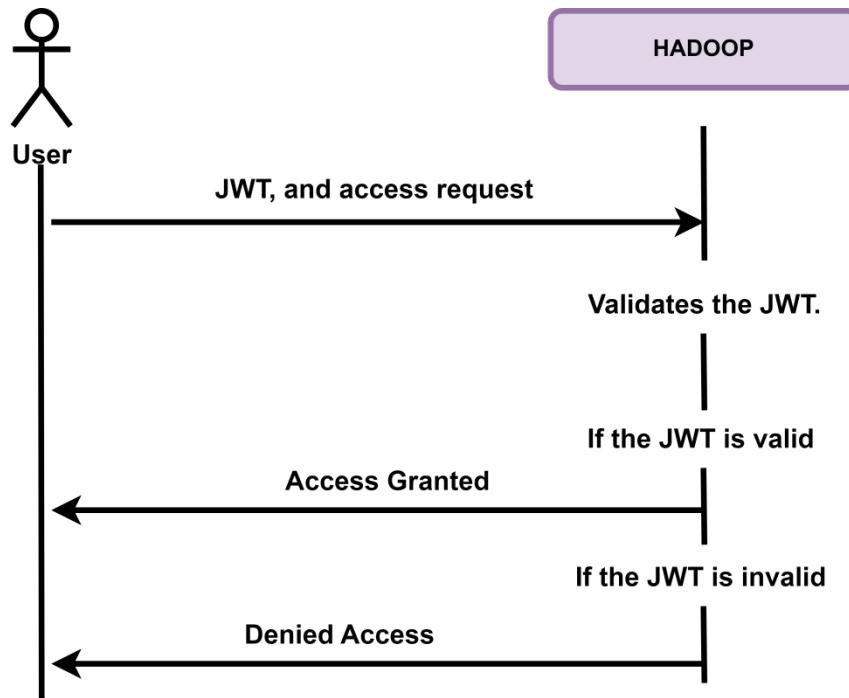 HADOOP
User
JWT, and access request
Validates the JWT.
If the JWT is valid
Access Granted
If the JWT is invalid
Denied Access